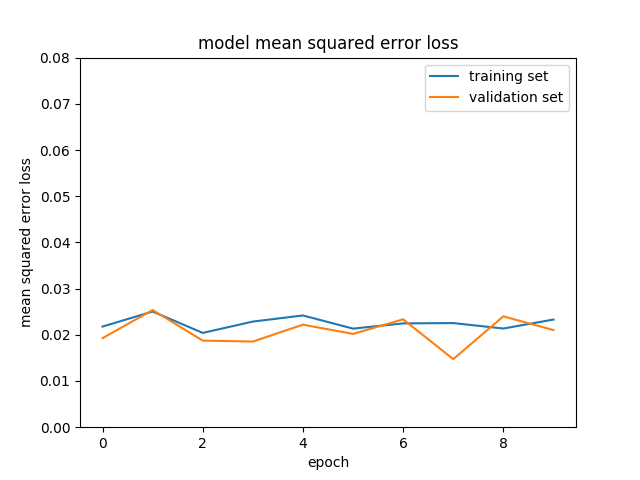 model mean squared error loss
0.08
0.07
0.06
0.05
0.04
0.03
0.02
0.01
0.00
mean squared error loss
training set
validation set
0 2 4 6 8
epoch